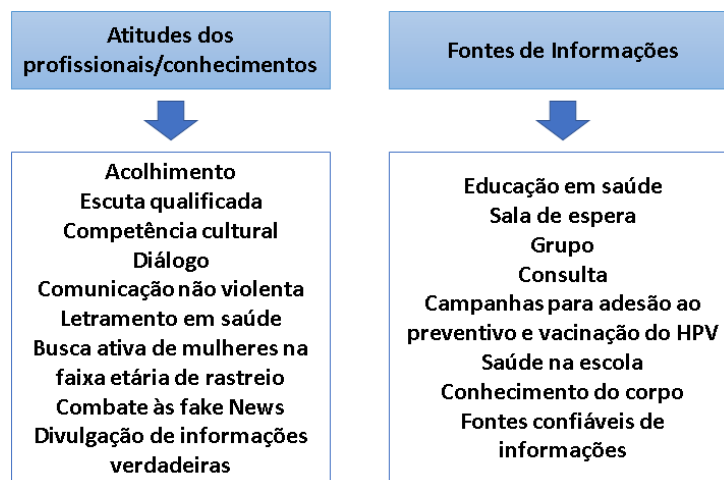 Atitudes dos
profissionais/conhecimentos
Acolhimento
Escuta qualificada
Competência cultural
Diálogo
Comunicação não violenta
Letramento em saúde
Busca ativa de mulheres na
faixa etária de rastreio
Combate às fake News
Divulgação de informações
verdadeiras
Fontes de Informações
Educação em saúde
Sala de espera
Grupo
Consulta
Campanhas para adesão ao
preventivo e vacinação do HPV
Saúde na escola
Conhecimento do corpo
Fontes confiáveis de
informações